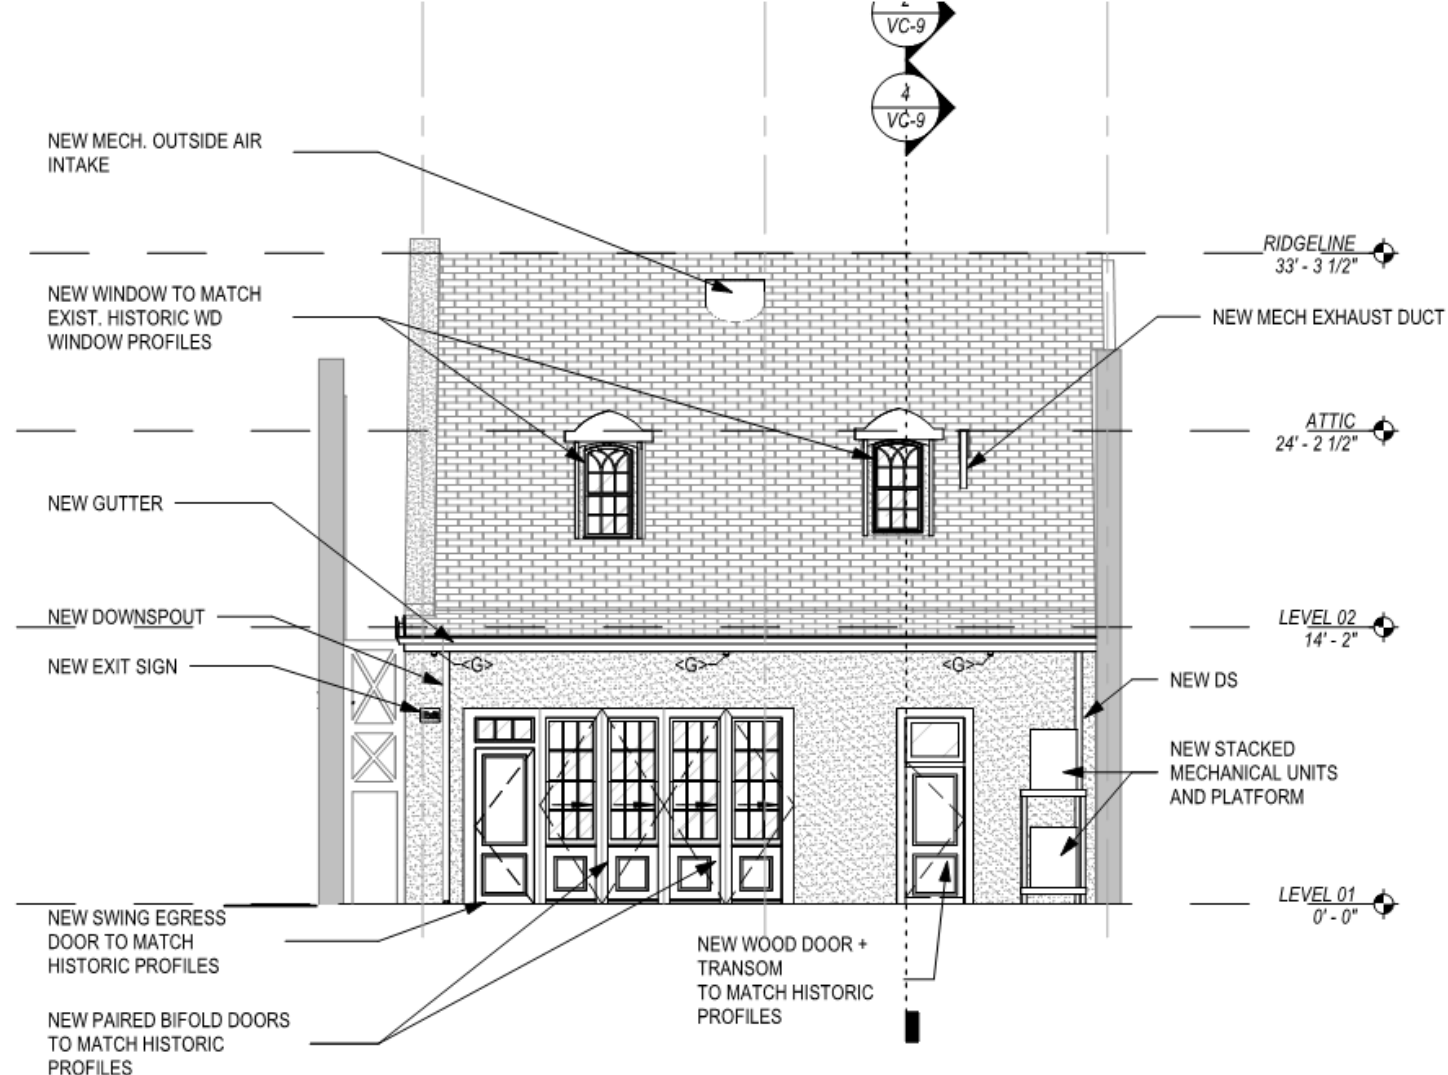 2
VC-9
4
VC-9
NEW MECH. OUTSIDE AIR
INTAKE
RIDGELINE
33' - 3 1/2"
NEW WINDOW TO MATCH
EXIST. HISTORIC WD
WINDOW PROFILES
NEW MECH EXHAUST DUCT
ATTIC
24' - 2 1/2"
NEW GUTTER
NEW DOWNSPOUT
LEVEL 02
14' - 2"
NEW EXIT SIGN
<G>
<G>
<G>
NEW DS
NEW STACKED
MECHANICAL UNITS
AND PLATFORM
LEVEL 01
0' - 0"
NEW SWING EGRESS
DOOR TO MATCH
HISTORIC PROFILES
NEW WOOD DOOR +
TRANSOM
TO MATCH HISTORIC
PROFILES
NEW PAIRED BIFOLD DOORS
TO MATCH HISTORIC
PROFILES